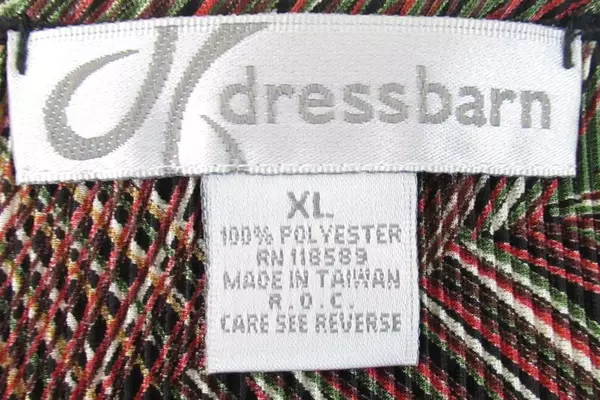 dressbarn
XL
100% POLYESTER
RN 118589
MADE IN TAIWAN
R.O.C.
CARE SEE REVERSE